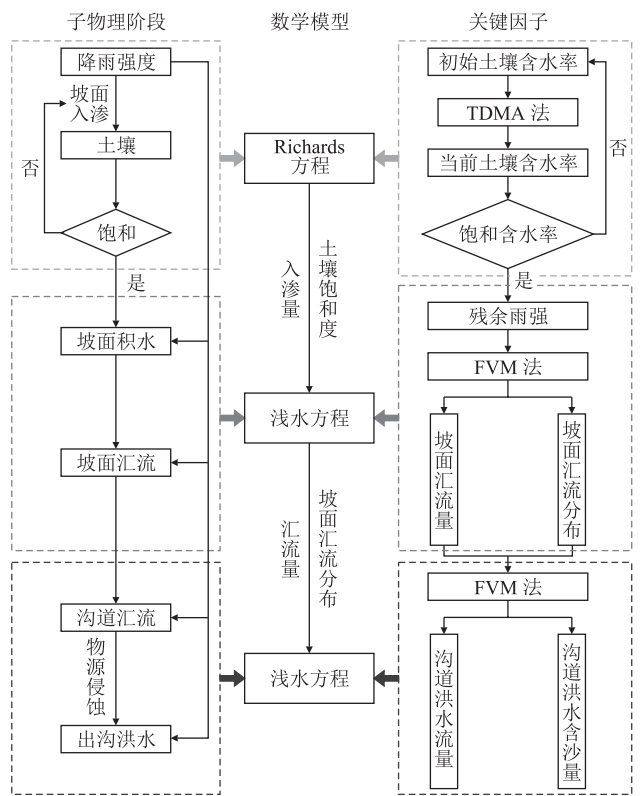 子物理阶段
数学模型
关键因子
降雨强度
坡面
入渗
土壤
否
饱和
是
坡面积水
坡面汇流
沟道汇流
物源侵蚀
出沟洪水
Richards
方程
入渗量
土壤饱和度
浅水方程
汇流量
坡面汇流分布
浅水方程
初始土壤含水率
TDMA 法
当前土壤含水率
否
饱和含水率
是
残余雨强
FVM 法
坡面汇流量
坡面汇流分布
FVM 法
沟道洪水流量
沟道洪水含沙量